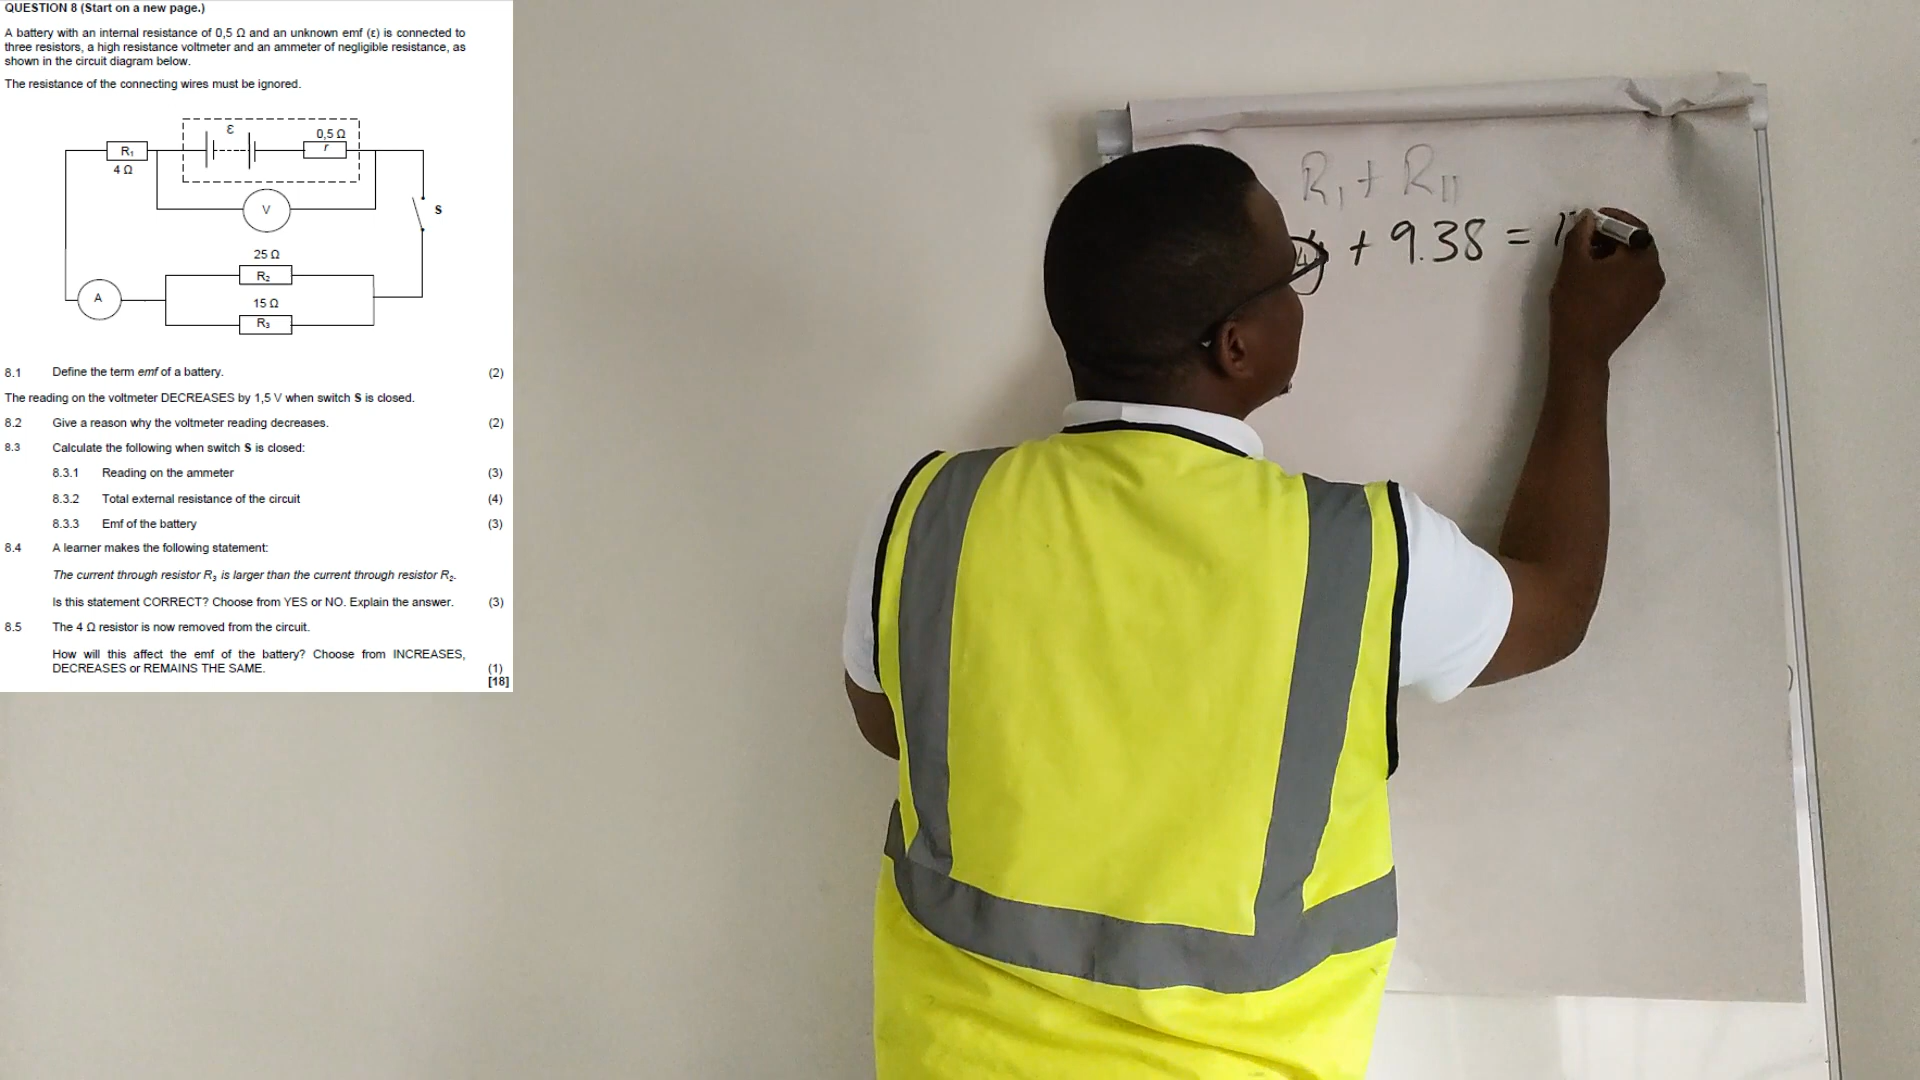 QUESTION 8 (Start on a new page.)
A battery with an internal resistance of 0,5 Ω and an unknown emf (ε) is connected to
three resistors, a high resistance voltmeter and an ammeter of negligible resistance, as
shown in the circuit diagram below.
The resistance of the connecting wires must be ignored.
ε
0,5 Ω
R₁
r
4 Ω
V
S
25 Ω
R₂
A
15 Ω
R₃
8.1 Define the term emf of a battery. (2)
The reading on the voltmeter DECREASES by 1,5 V when switch S is closed.
8.2 Give a reason why the voltmeter reading decreases. (2)
8.3 Calculate the following when switch S is closed:
8.3.1 Reading on the ammeter (3)
8.3.2 Total external resistance of the circuit (4)
8.3.3 Emf of the battery (3)
8.4 A learner makes the following statement:
The current through resistor R₃ is larger than the current through resistor R₂.
Is this statement CORRECT? Choose from YES or NO. Explain the answer. (3)
8.5 The 4 Ω resistor is now removed from the circuit.
How will this affect the emf of the battery? Choose from INCREASES,
DECREASES or REMAINS THE SAME. (1)
[18]
R₁ + R||
4 + 9.38 = 1